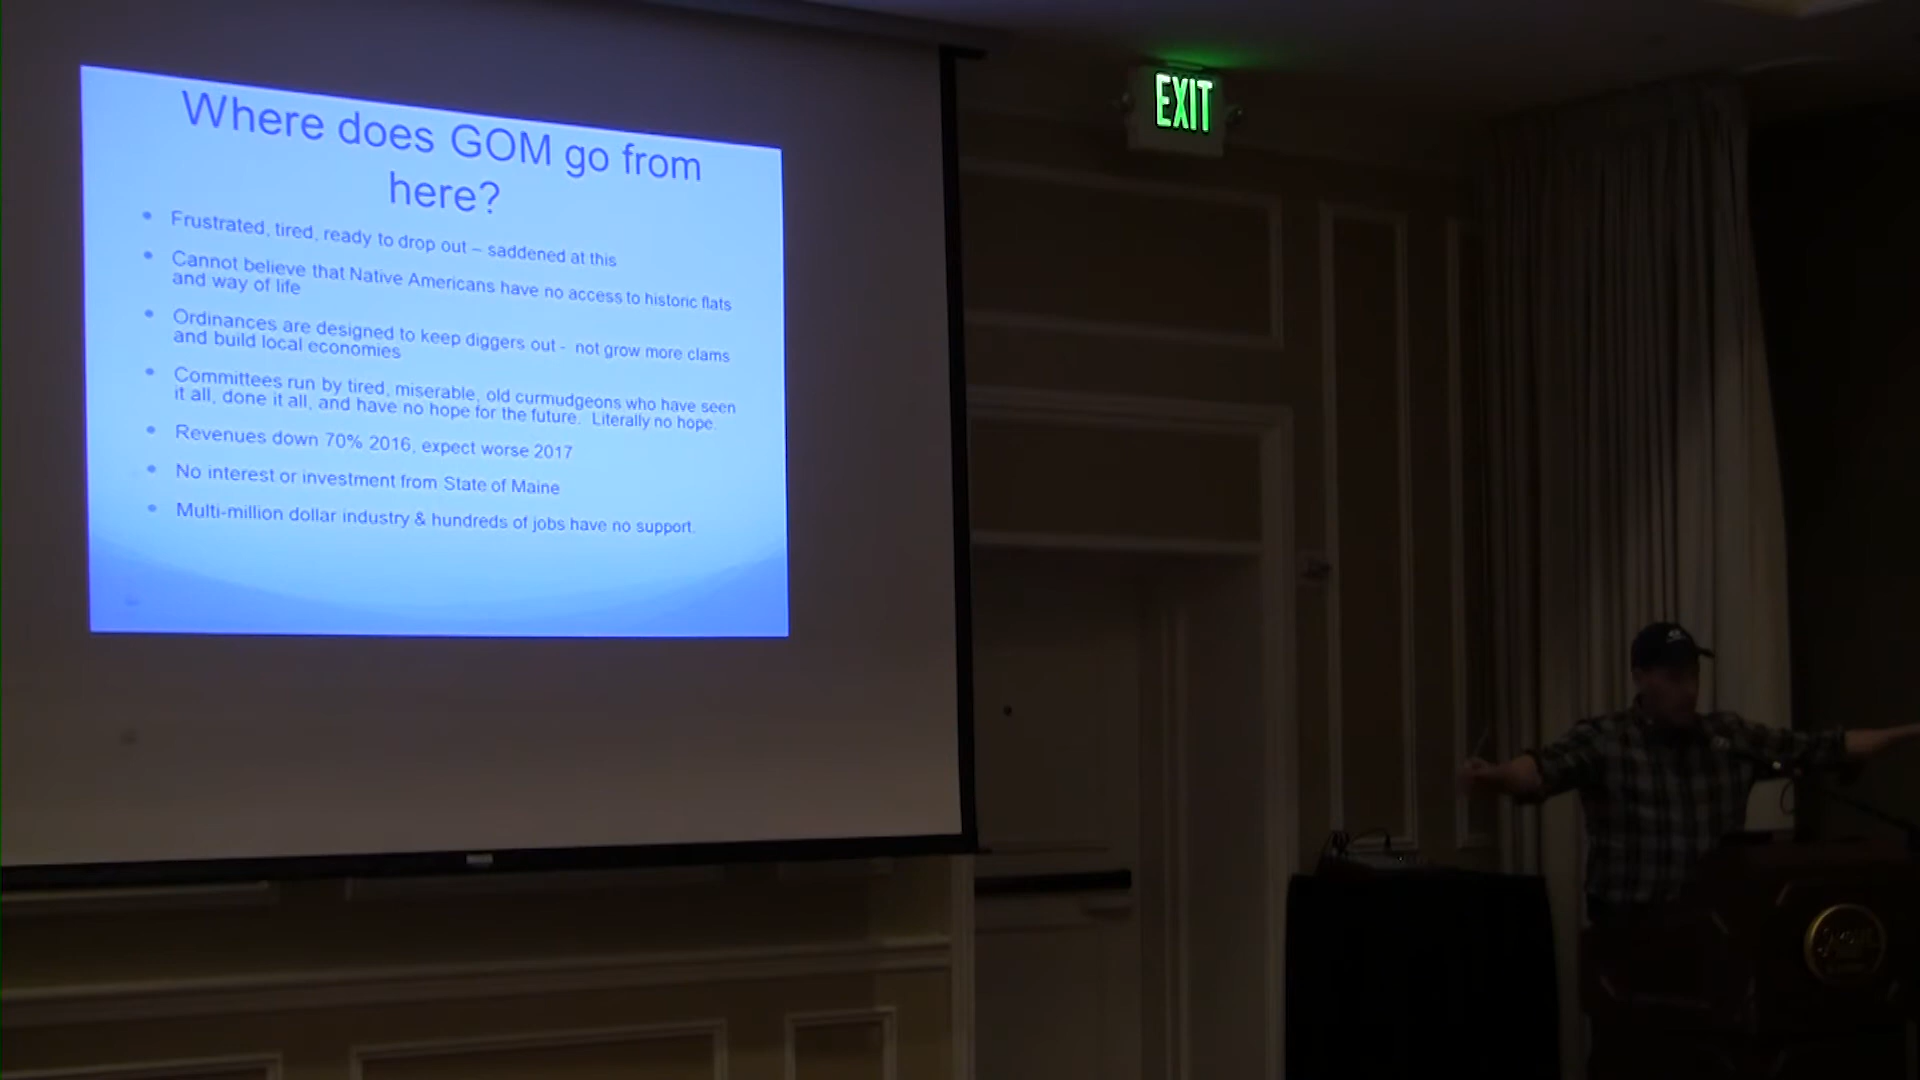 Where does GOM go from
here?
• Frustrated, tired, ready to drop out – saddened at this
• Cannot believe that Native Americans have no access to historic flats
and way of life
• Ordinances are designed to keep diggers out - not grow more clams
and build local economies
• Committees run by tired, miserable, old curmudgeons who have seen
it all, done it all, and have no hope for the future. Literally no hope.
• Revenues down 70% 2016, expect worse 2017
• No interest or investment from State of Maine
• Multi-million dollar industry & hundreds of jobs have no support.
EXIT